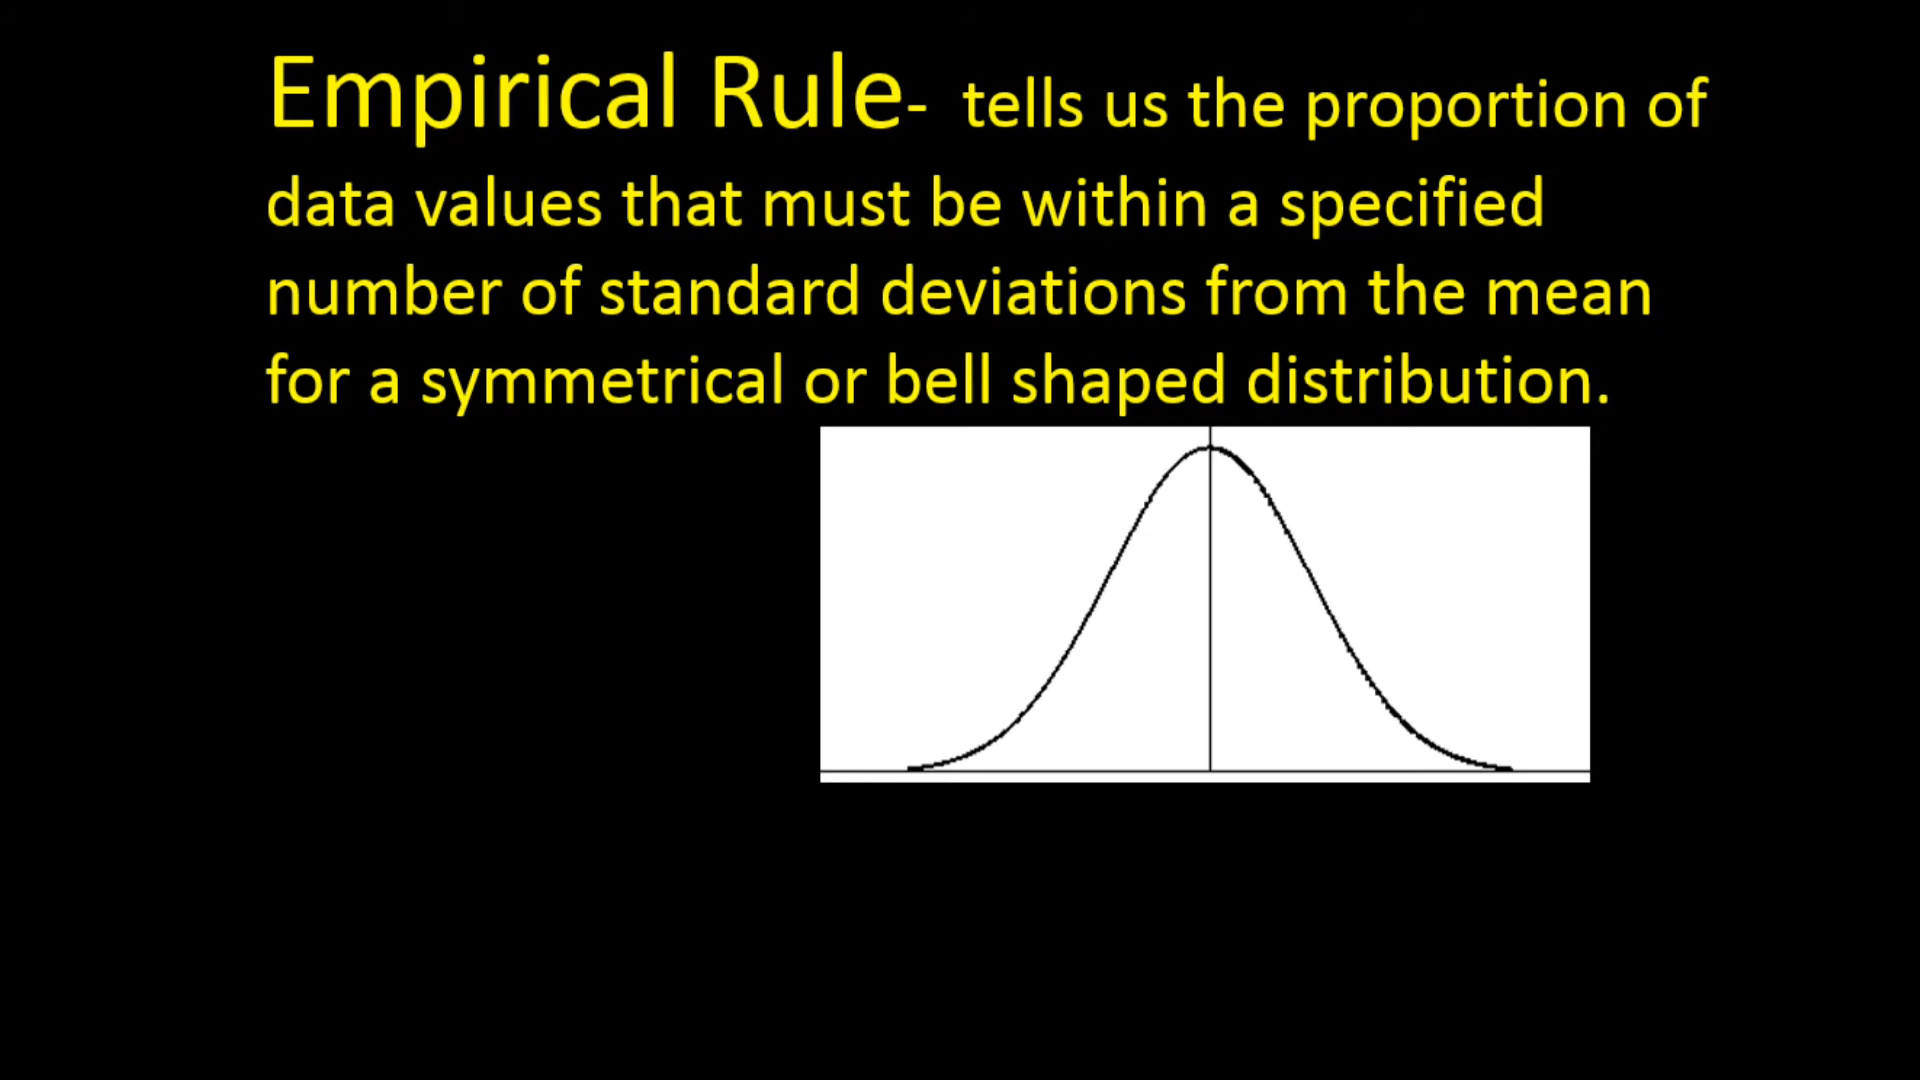 Empirical Rule- tells us the proportion of
data values that must be within a specified
number of standard deviations from the mean
for a symmetrical or bell shaped distribution.